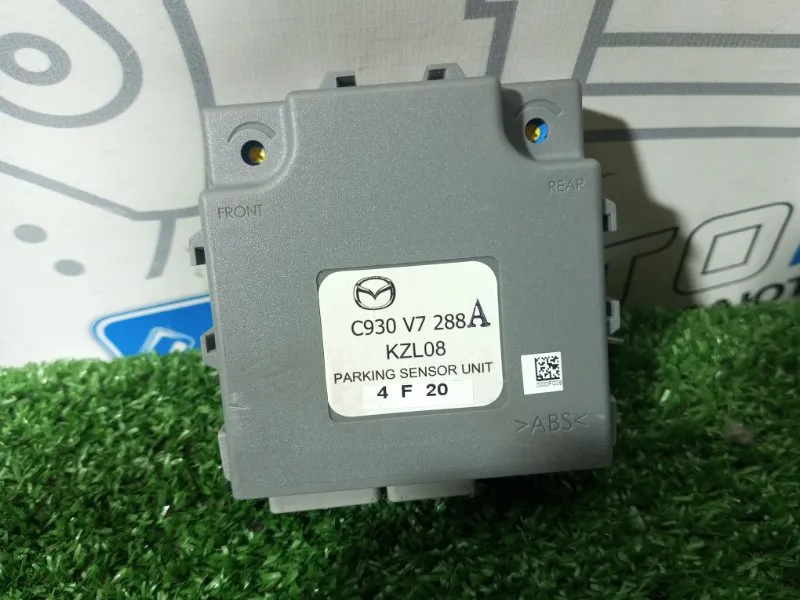 FRONT
REAR
C930 V7 288A
KZL08
PARKING SENSOR UNIT
4 F 20
>ABS<